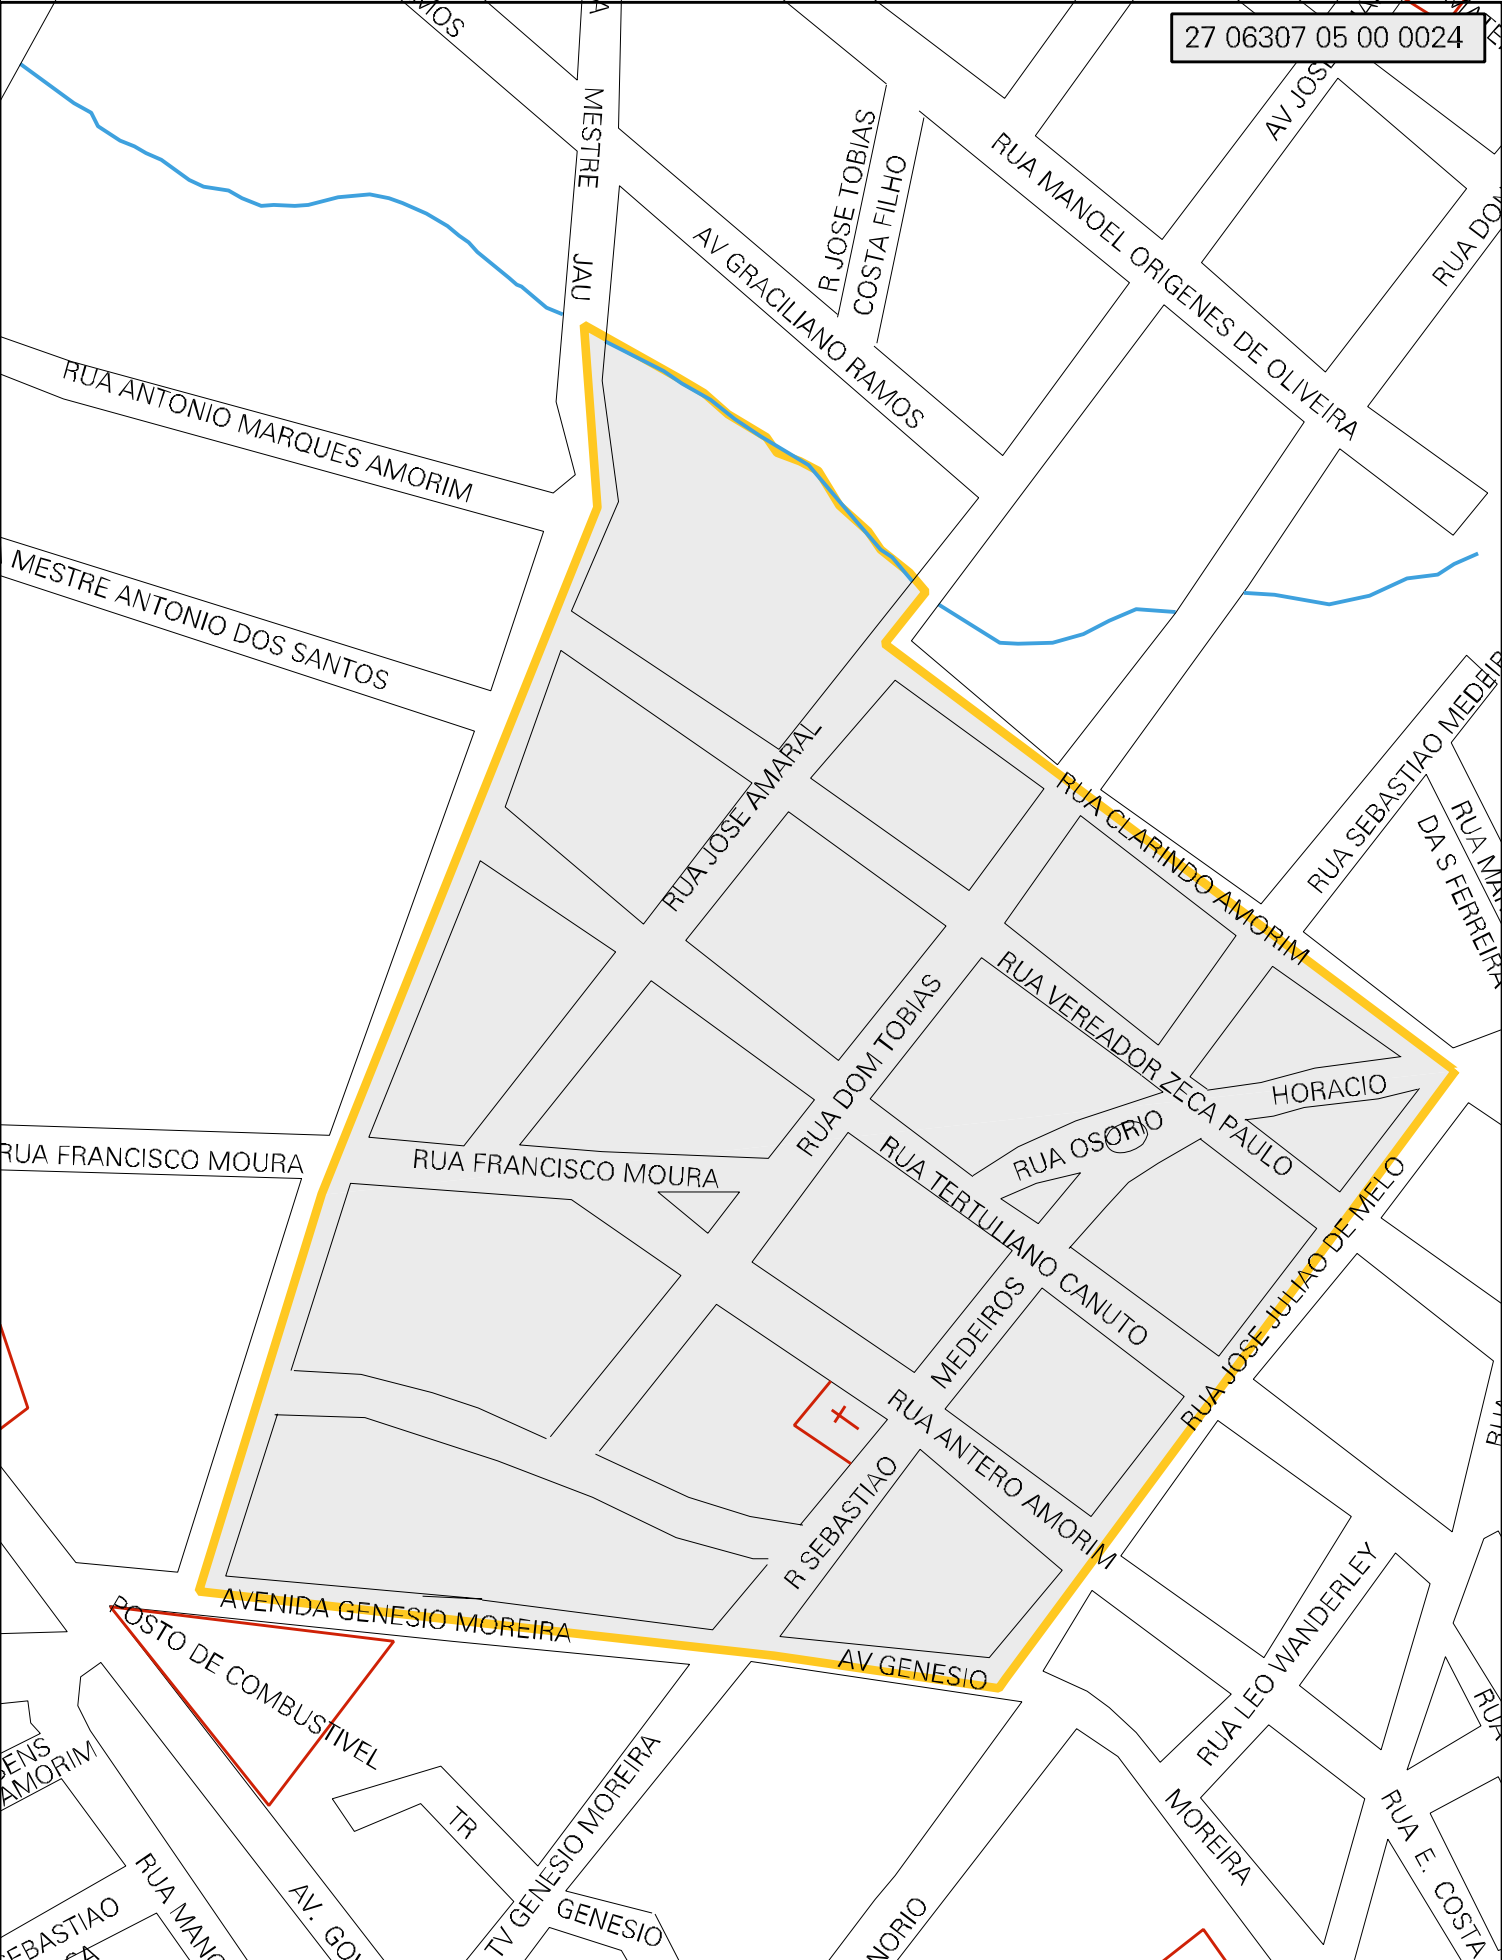 27 06307 05 00 0024
MESTRE
JAU
R JOSE TOBIAS
COSTA FILHO
RUA MANOEL ORIGENES DE OLIVEIRA
AV GRACILIANO RAMOS
RUA ANTONIO MARQUES AMORIM
MESTRE ANTONIO DOS SANTOS
RUA JOSE AMARAL
RUA CLARINDO AMORIM
RUA SEBASTIAO
DA S FERREIRA
RUA VEREADOR ZECA PAULO
RUA DOM TOBIAS
HORACIO
RUA OSORIO
RUA FRANCISCO MOURA
RUA FRANCISCO MOURA
RUA TERTULIANO CANUTO
RUA JOSE JULIAO DE MELO
MEDEIROS
RUA ANTERO AMORIM
R SEBASTIAO
AVENIDA GENESIO MOREIRA
AV GENESIO
POSTO DE COMBUSTIVEL
RUA LEO WANDERLEY
AMORIM
TR
TV GENESIO MOREIRA
GENESIO
MOREIRA
RUA E. COSTA
RUA
AV.